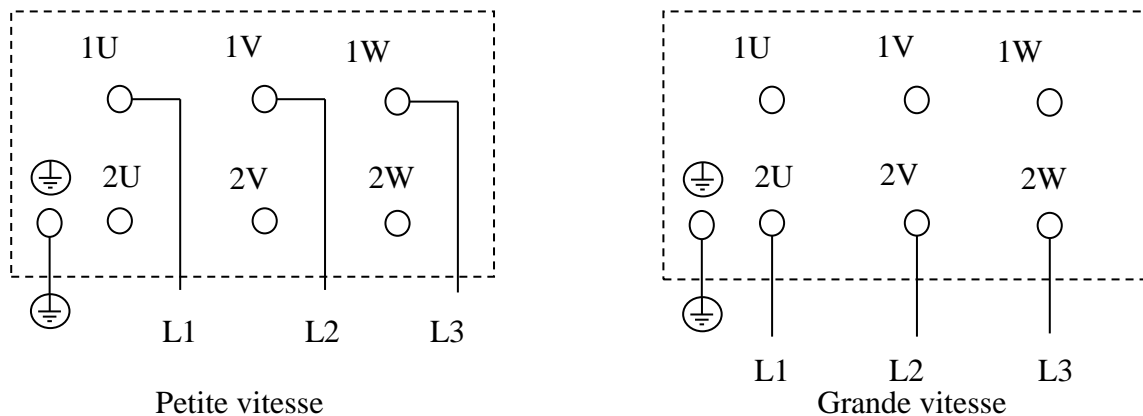 1U 1V 1W
2U 2V 2W
L1 L2 L3
Petite vitesse
1U 1V 1W
2U 2V 2W
L1 L2 L3
Grande vitesse